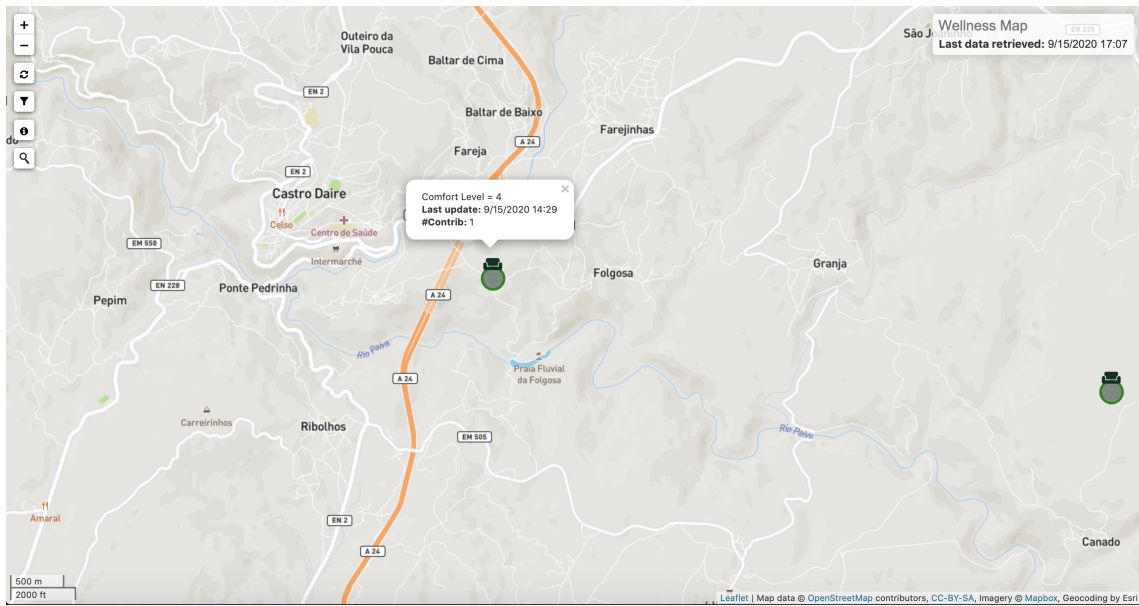 +
−
Outeiro da
Vila Pouca
São Joaninho
EN 225
Wellness Map
Last data retrieved: 9/15/2020 17:07
Baltar de Cima
EN 2
Baltar de Baixo
Farejinhas
A 24
Fareja
EN 2
Castro Daire
Celso
Centro de Saúde
Intermarché
×
Comfort Level = 4
Last update: 9/15/2020 14:29
#Contrib: 1
EM 558
EN 228
Ponte Pedrinha
Pepim
A 24
Folgosa
Granja
Rio Paiva
Praia Fluvial
da Folgosa
A 24
Carreirinhos
Ribolhos
EM 505
Rio Paiva
Amaral
EN 2
A 24
Canado
500 m
2000 ft
Leaflet | Map data © OpenStreetMap contributors, CC-BY-SA, Imagery © Mapbox, Geocoding by Esri